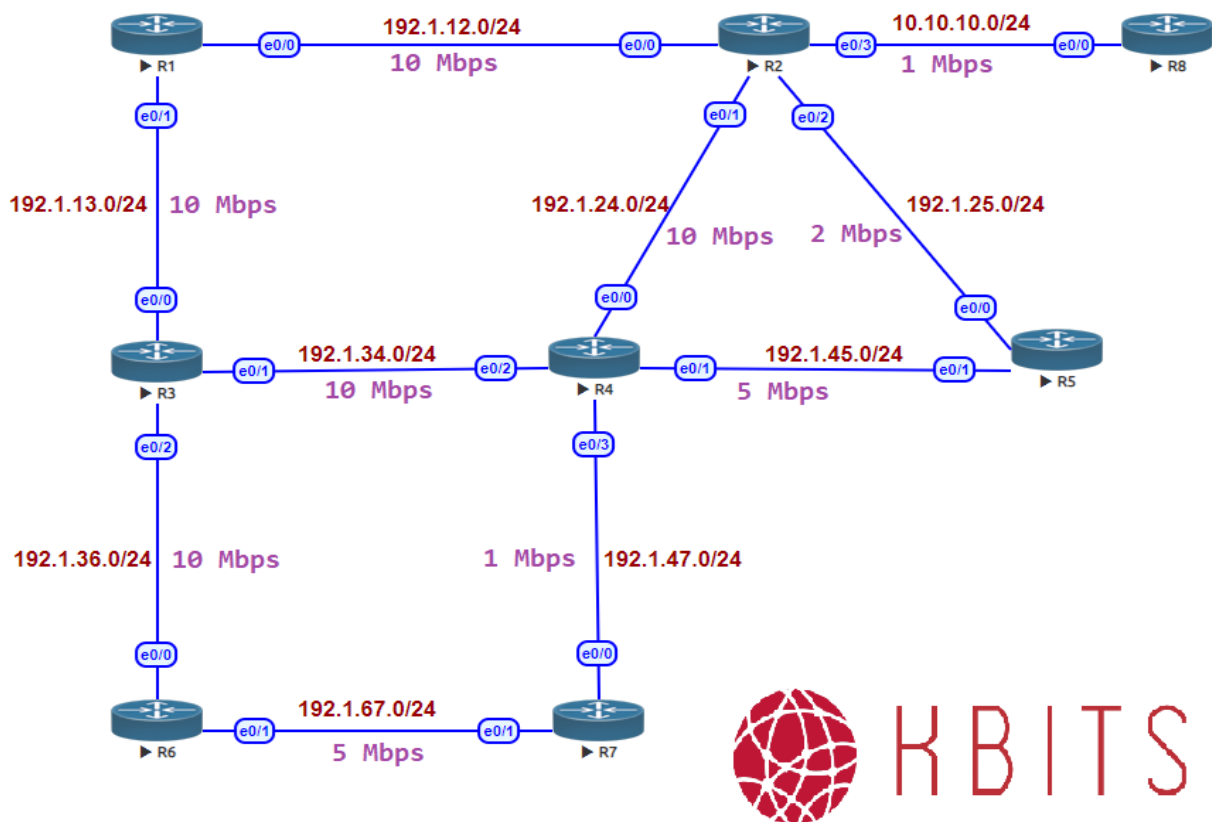 192.1.12.0/24
10.10.10.0/24
e0/0
e0/0
e0/3
e0/0
10 Mbps
1 Mbps
▶ R1
▶ R2
▶ R8
e0/1
e0/1
e0/2
192.1.13.0/24
10 Mbps
192.1.24.0/24
192.1.25.0/24
10 Mbps
2 Mbps
e0/0
e0/0
e0/0
192.1.34.0/24
192.1.45.0/24
e0/1
e0/2
e0/1
e0/1
▶ R3
10 Mbps
▶ R4
5 Mbps
▶ R5
e0/2
e0/3
192.1.36.0/24
10 Mbps
1 Mbps
192.1.47.0/24
e0/0
e0/0
192.1.67.0/24
e0/1
e0/1
▶ R6
5 Mbps
▶ R7
KBITS